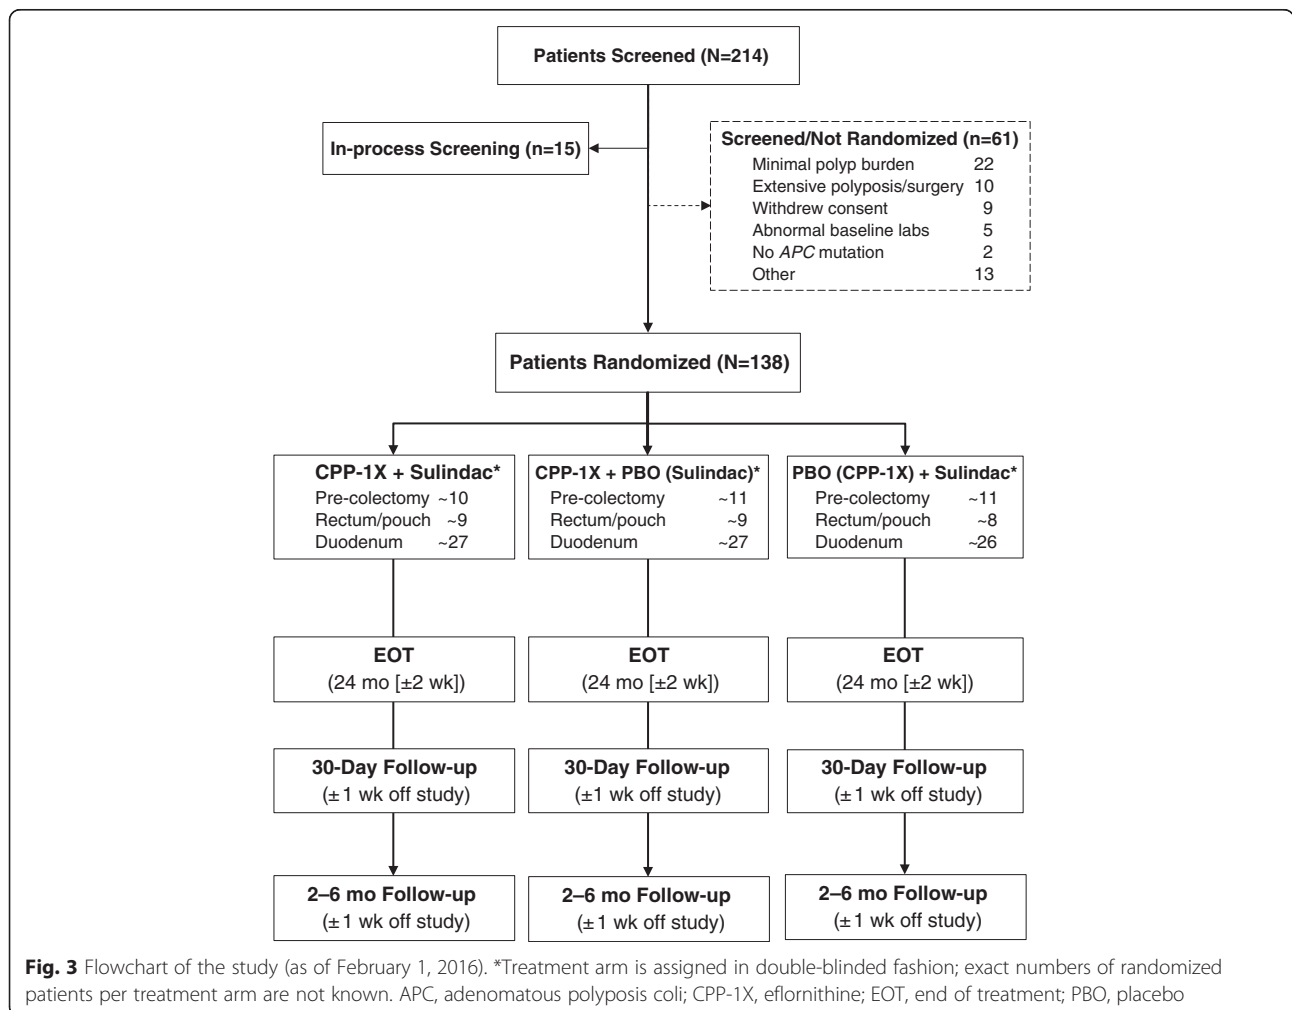 Patients Screened (N=214)
In-process Screening (n=15)
Screened/Not Randomized (n=61)
Minimal polyp burden 22
Extensive polyposis/surgery 10
Withdrew consent 9
Abnormal baseline labs 5
No APC mutation 2
Other 13
Patients Randomized (N=138)
CPP-1X + Sulindac*
Pre-colectomy ~10
Rectum/pouch ~9
Duodenum ~27
CPP-1X + PBO (Sulindac)*
Pre-colectomy ~11
Rectum/pouch ~9
Duodenum ~27
PBO (CPP-1X) + Sulindac*
Pre-colectomy ~11
Rectum/pouch ~8
Duodenum ~26
EOT
(24 mo [±2 wk])
EOT
(24 mo [±2 wk])
EOT
(24 mo [±2 wk])
30-Day Follow-up
(±1 wk off study)
30-Day Follow-up
(±1 wk off study)
30-Day Follow-up
(±1 wk off study)
2–6 mo Follow-up
(±1 wk off study)
2–6 mo Follow-up
(±1 wk off study)
2–6 mo Follow-up
(±1 wk off study)
Fig. 3 Flowchart of the study (as of February 1, 2016). *Treatment arm is assigned in double-blinded fashion; exact numbers of randomized
patients per treatment arm are not known. APC, adenomatous polyposis coli; CPP-1X, eflornithine; EOT, end of treatment; PBO, placebo